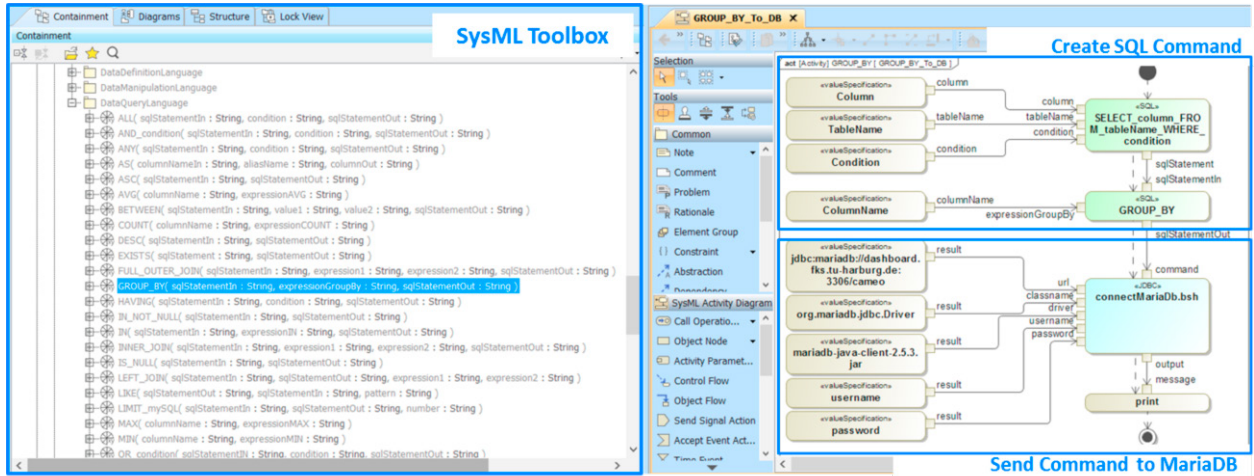 Containment
Diagrams
Structure
Lock View
Containment
SysML Toolbox
DataDefinitionLanguage
DataManipulationLanguage
DataQueryLanguage
ALL( sqlStatementIn : String, condition : String, sqlStatementOut : String )
AND_condition( sqlStatementIn : String, condition : String, sqlStatementOut : String )
ANY( sqlStatementIn : String, condition : String, sqlStatementOut : String )
AS( columnNameIn : String, aliasName : String, columnOut : String )
ASC( sqlStatementIn : String, sqlStatementOut : String )
AVG( columnName : String, expressionAVG : String )
BETWEEN( sqlStatementIn : String, value1 : String, value2 : String, sqlStatementOut : String )
COUNT( columnName : String, expressionCOUNT : String )
DESC( sqlStatementIn : String, sqlStatementOut : String )
EXISTS( sqlStatement : String, sqlStatementOut : String )
FULL_OUTER_JOIN( sqlStatementIn : String, expression1 : String, expression2 : String, sqlStatementOut : String )
GROUP_BY( sqlStatementIn : String, expressionGroupBy : String, sqlStatementOut : String )
HAVING( sqlStatementIn : String, condition : String, sqlStatementOut : String )
IN_NOT_NULL( sqlStatementIn : String, sqlStatementOut : String )
IN( sqlStatementIn : String, expressionIN : String, sqlStatementOut : String )
INNER_JOIN( sqlStatementIn : String, expression1 : String, expression2 : String, sqlStatementOut : String )
IS_NULL( sqlStatementIn : String, sqlStatementOut : String )
LEFT_JOIN( sqlStatementIn : String, sqlStatementOut : String, expression1 : String, expression2 : String )
LIKE( sqlStatementOut : String, sqlStatementIn : String, pattern : String )
LIMIT_mySQL( sqlStatementIn : String, sqlStatementOut : String, number : String )
MAX( columnName : String, expressionMAX : String )
MIN( columnName : String, expressionMIN : String )
OR_condition( sqlStatementIN : String, condition : String, sqlStatementOut : String )
GROUP_BY_To_DB
Selection
Tools
Common
Note
Comment
Problem
Rationale
Element Group
Constraint
Abstraction
Dependency
SysML Activity Diagram
Call Operatio...
Object Node
Activity Paramet...
Control Flow
Object Flow
Send Signal Action
Accept Event Act...
Time Event
Create SQL Command
act [Activity] GROUP_BY [ GROUP_BY_To_DB ]
«valueSpecification»
Column
column
«valueSpecification»
TableName
tableName
«valueSpecification»
Condition
condition
column
tableName
condition
«SQL»
SELECT_column_FRO
M_tableName_WHERE_
condition
sqlStatement
sqlStatementIn
«valueSpecification»
ColumnName
columnName
expressionGroupBy
«SQL»
GROUP_BY
sqlStatementOut
«valueSpecification»
jdbc:mariadb://dashboard.
fks.tu-harburg.de:
3306/cameo
result
«valueSpecification»
org.mariadb.jdbc.Driver
result
«valueSpecification»
mariadb-java-client-2.5.3.
jar
result
«valueSpecification»
username
result
«valueSpecification»
password
result
command
url
classname
driver
username
password
«JDBC»
connectMariaDb.bsh
output
message
print
Send Command to MariaDB